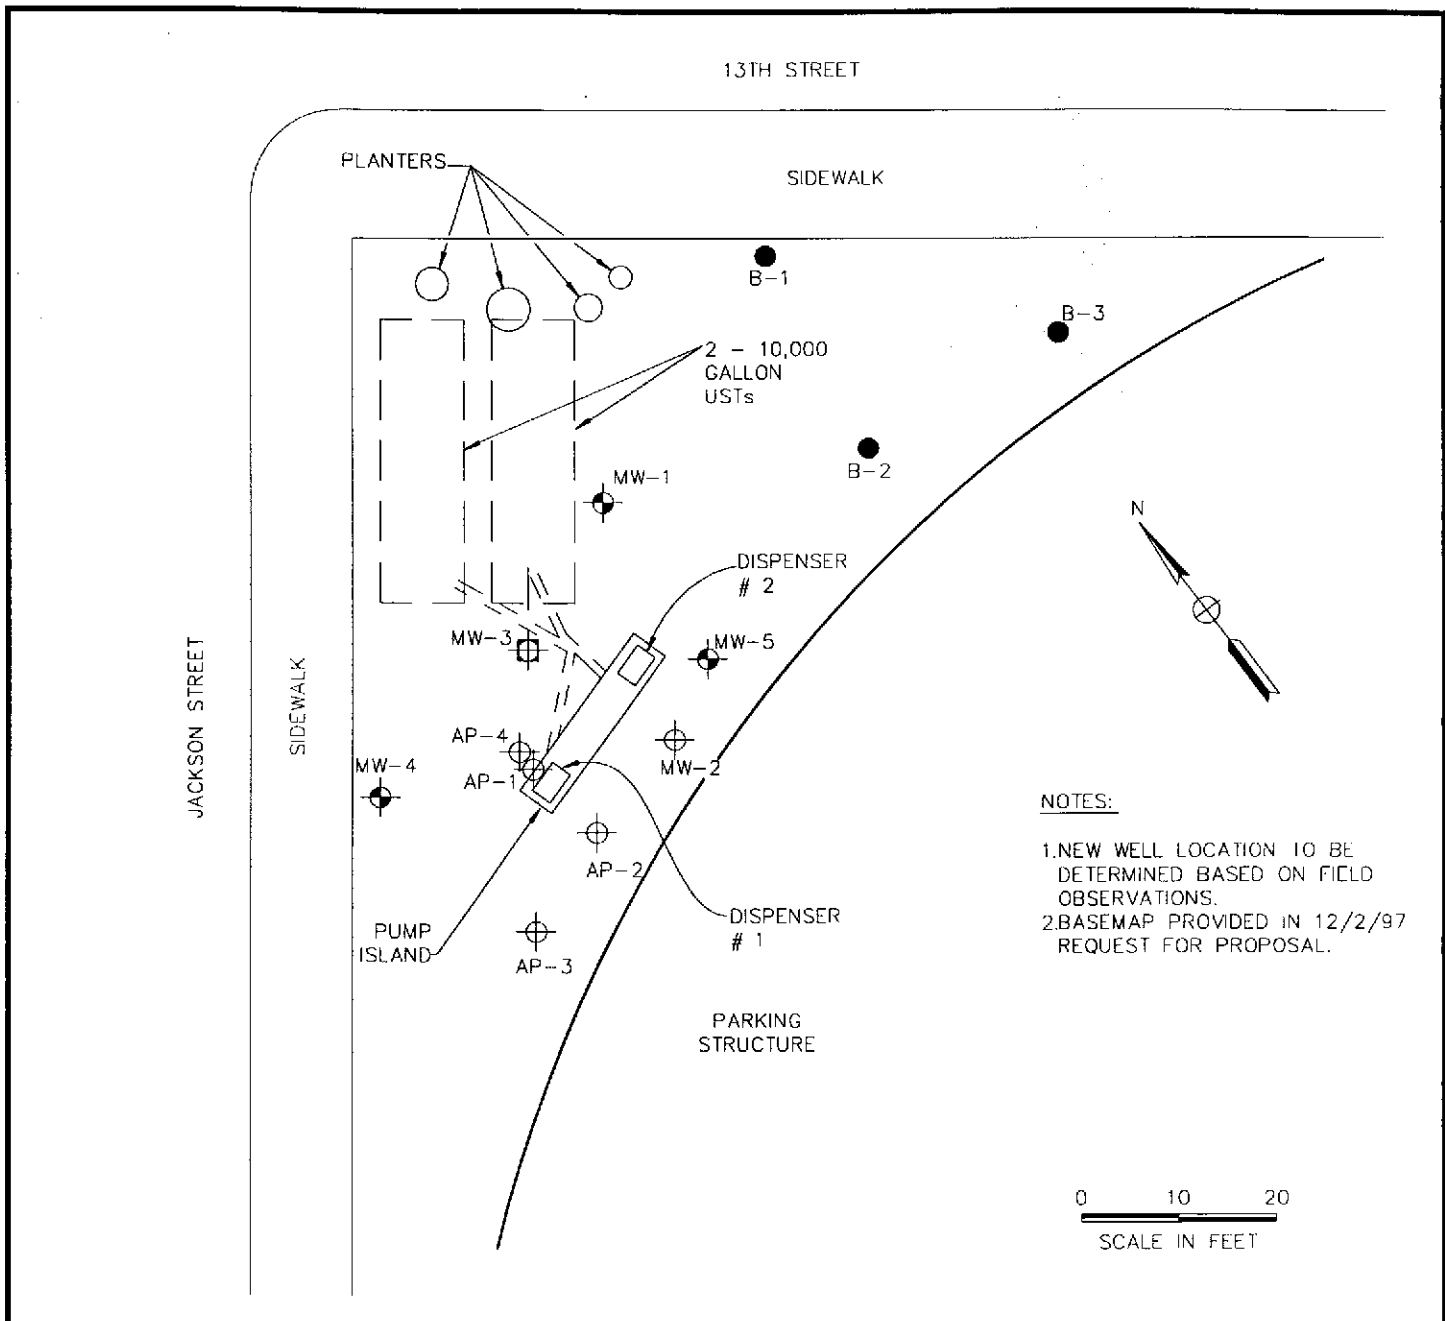 13TH STREET
PLANTERS
SIDEWALK
B-1
B-3
2 - 10,000
GALLON
USTs
B-2
MW-1
N
DISPENSER
# 2
MW-3
MW-5
JACKSON STREET
SIDEWALK
AP-4
MW-4
AP-1
MW-2
NOTES:
1.NEW WELL LOCATION TO BE
DETERMINED BASED ON FIELD
OBSERVATIONS.
2.BASEMAP PROVIDED IN 12/2/97
REQUEST FOR PROPOSAL.
AP-2
DISPENSER
# 1
PUMP
ISLAND
AP-3
PARKING
STRUCTURE
0 10 20
SCALE IN FEET